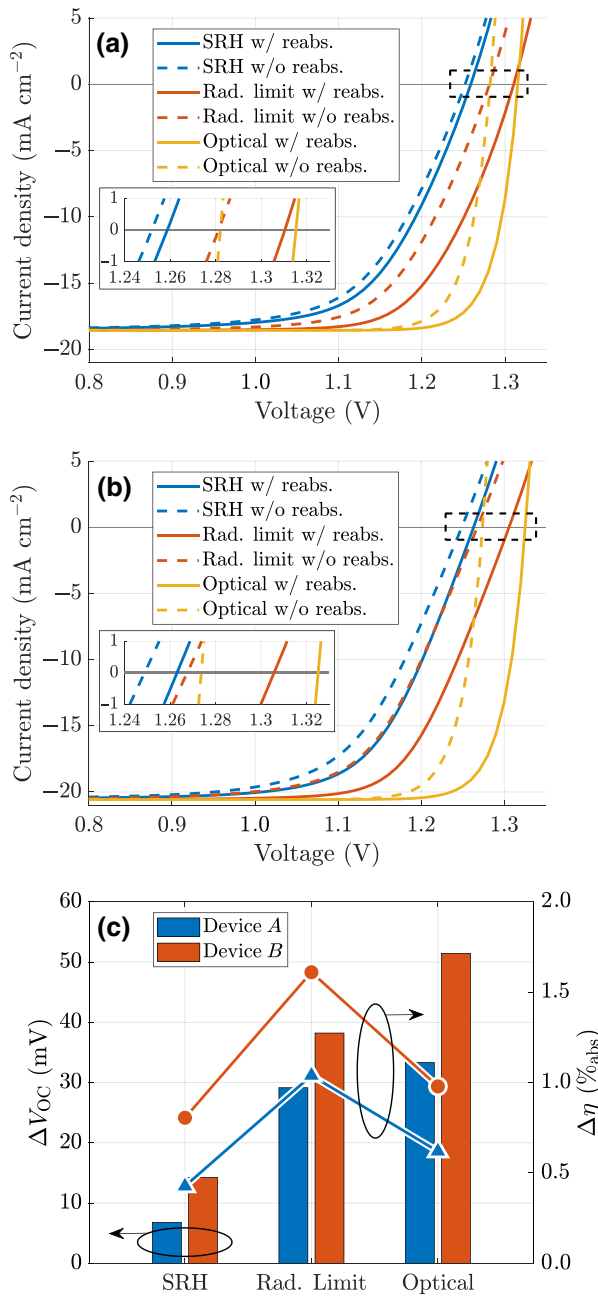 (a)
SRH w/ reabs.
SRH w/o reabs.
Rad. limit w/ reabs.
Rad. limit w/o reabs.
Optical w/ reabs.
Optical w/o reabs.
Current density (mA cm−2)
5
0
−5
−10
−15
−20
1
0
−1
1.24 1.26 1.28 1.3 1.32
0.8 0.9 1.0 1.1 1.2 1.3
Voltage (V)
(b)
SRH w/ reabs.
SRH w/o reabs.
Rad. limit w/ reabs.
Rad. limit w/o reabs.
Optical w/ reabs.
Optical w/o reabs.
Current density (mA cm−2)
5
0
−5
−10
−15
−20
1
0
−1
1.24 1.26 1.28 1.3 1.32
0.8 0.9 1.0 1.1 1.2 1.3
Voltage (V)
(c)
Device A
Device B
ΔVOC (mV)
60
50
40
30
20
10
0
2.0
1.5
1.0
0.5
0.0
Δη (%abs)
SRH Rad. Limit Optical